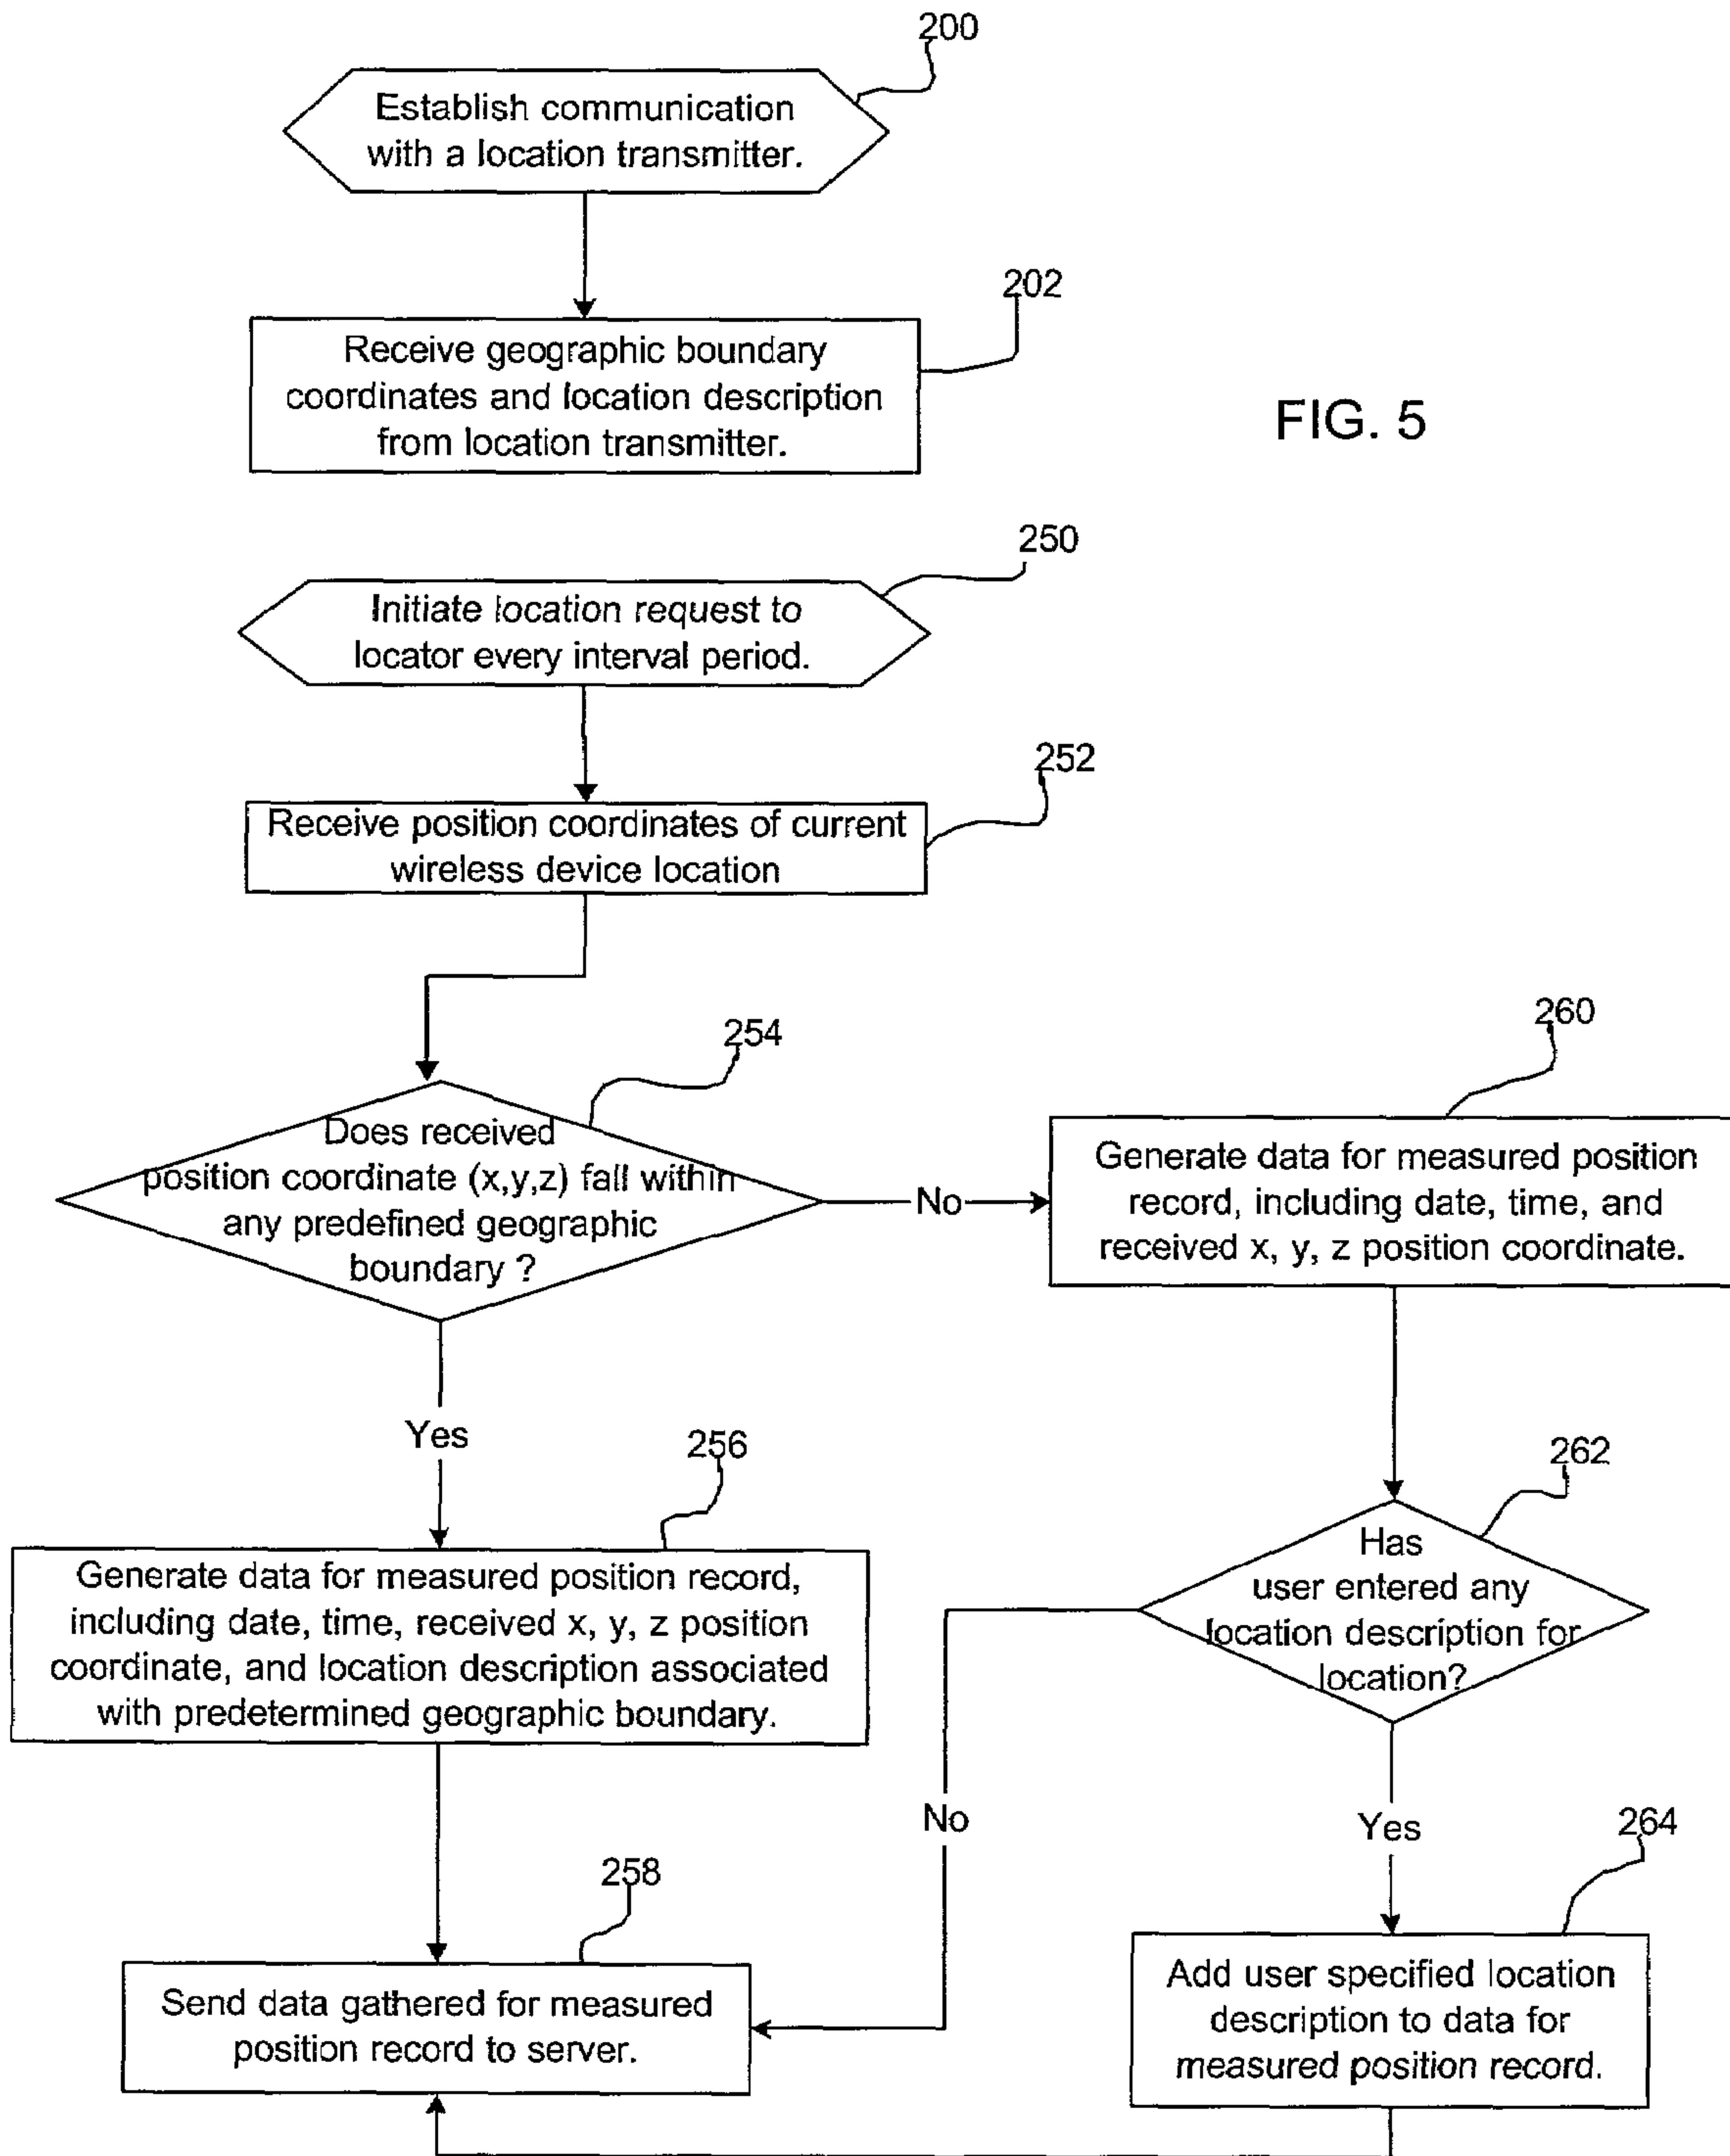 200
Establish communication
with a location transmitter.
202
Receive geographic boundary
coordinates and location description
from location transmitter.
FIG. 5
250
Initiate location request to
locator every interval period.
252
Receive position coordinates of current
wireless device location
254
Does received
position coordinate (x,y,z) fall within
any predefined geographic
boundary ?
No
260
Generate data for measured position
record, including date, time, and
received x, y, z position coordinate.
Yes
256
Generate data for measured position record,
including date, time, received x, y, z position
coordinate, and location description associated
with predetermined geographic boundary.
262
Has
user entered any
location description for
location?
No
Yes
258
Send data gathered for measured
position record to server.
264
Add user specified location
description to data for
measured position record.